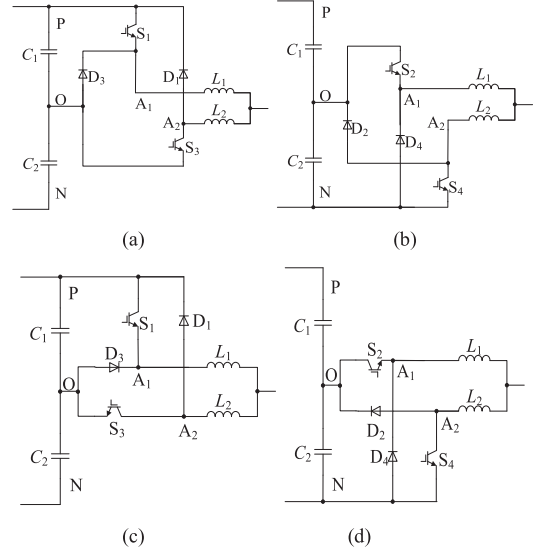 P
S1
C1
D3
D1
L1
O
A1
L2
A2
S3
C2
N
(a)
P
C1
S2
L1
O
A1
L2
D2
A2
D4
C2
S4
N
(b)
P
S1
D1
C1
D3
L1
O
A1
L2
S3
A2
C2
N
(c)
P
C1
S2
L1
O
A1
L2
D2
A2
C2
D4
S4
N
(d)